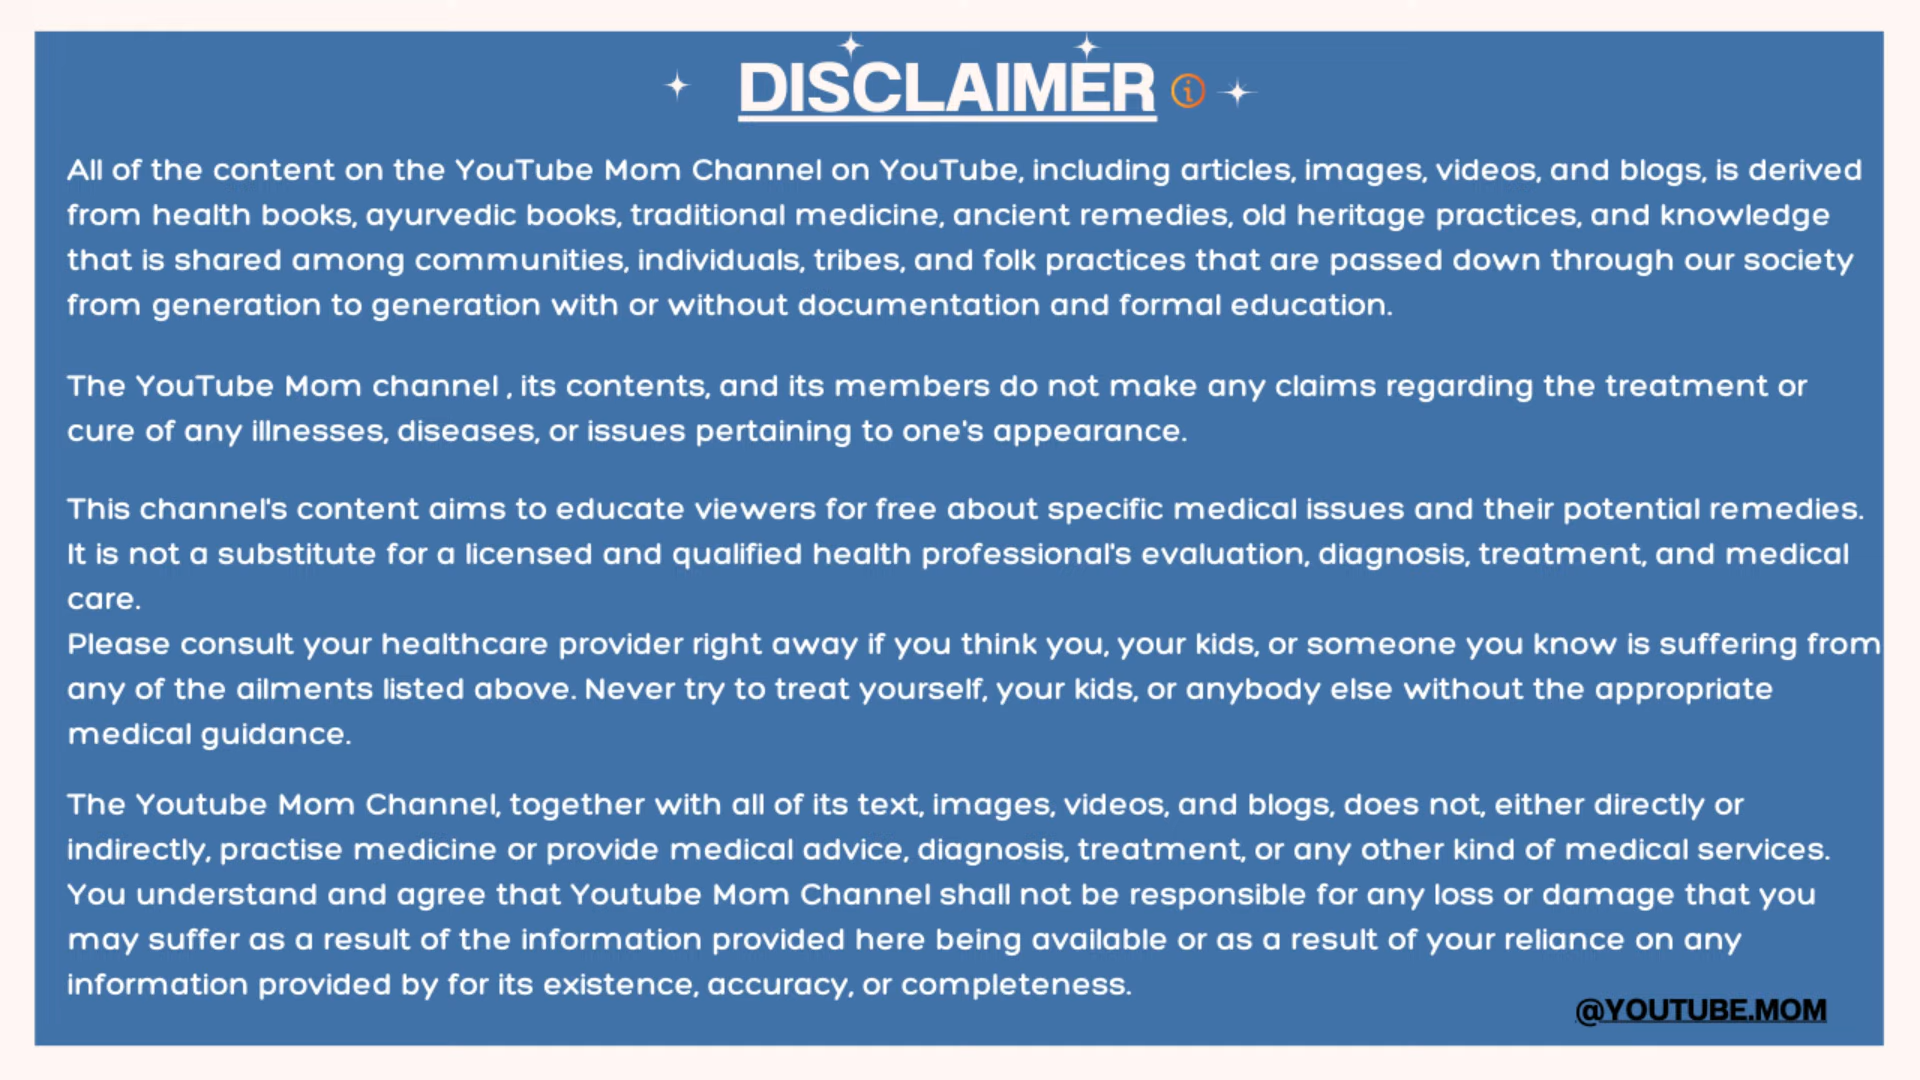 DISCLAIMER
All of the content on the YouTube Mom Channel on YouTube, including articles, images, videos, and blogs, is derived
from health books, ayurvedic books, traditional medicine, ancient remedies, old heritage practices, and knowledge
that is shared among communities, individuals, tribes, and folk practices that are passed down through our society
from generation to generation with or without documentation and formal education.
The YouTube Mom channel , its contents, and its members do not make any claims regarding the treatment or
cure of any illnesses, diseases, or issues pertaining to one's appearance.
This channel's content aims to educate viewers for free about specific medical issues and their potential remedies.
It is not a substitute for a licensed and qualified health professional's evaluation, diagnosis, treatment, and medical
care.
Please consult your healthcare provider right away if you think you, your kids, or someone you know is suffering from
any of the ailments listed above. Never try to treat yourself, your kids, or anybody else without the appropriate
medical guidance.
The Youtube Mom Channel, together with all of its text, images, videos, and blogs, does not, either directly or
indirectly, practise medicine or provide medical advice, diagnosis, treatment, or any other kind of medical services.
You understand and agree that Youtube Mom Channel shall not be responsible for any loss or damage that you
may suffer as a result of the information provided here being available or as a result of your reliance on any
information provided by for its existence, accuracy, or completeness.
@YOUTUBE.MOM